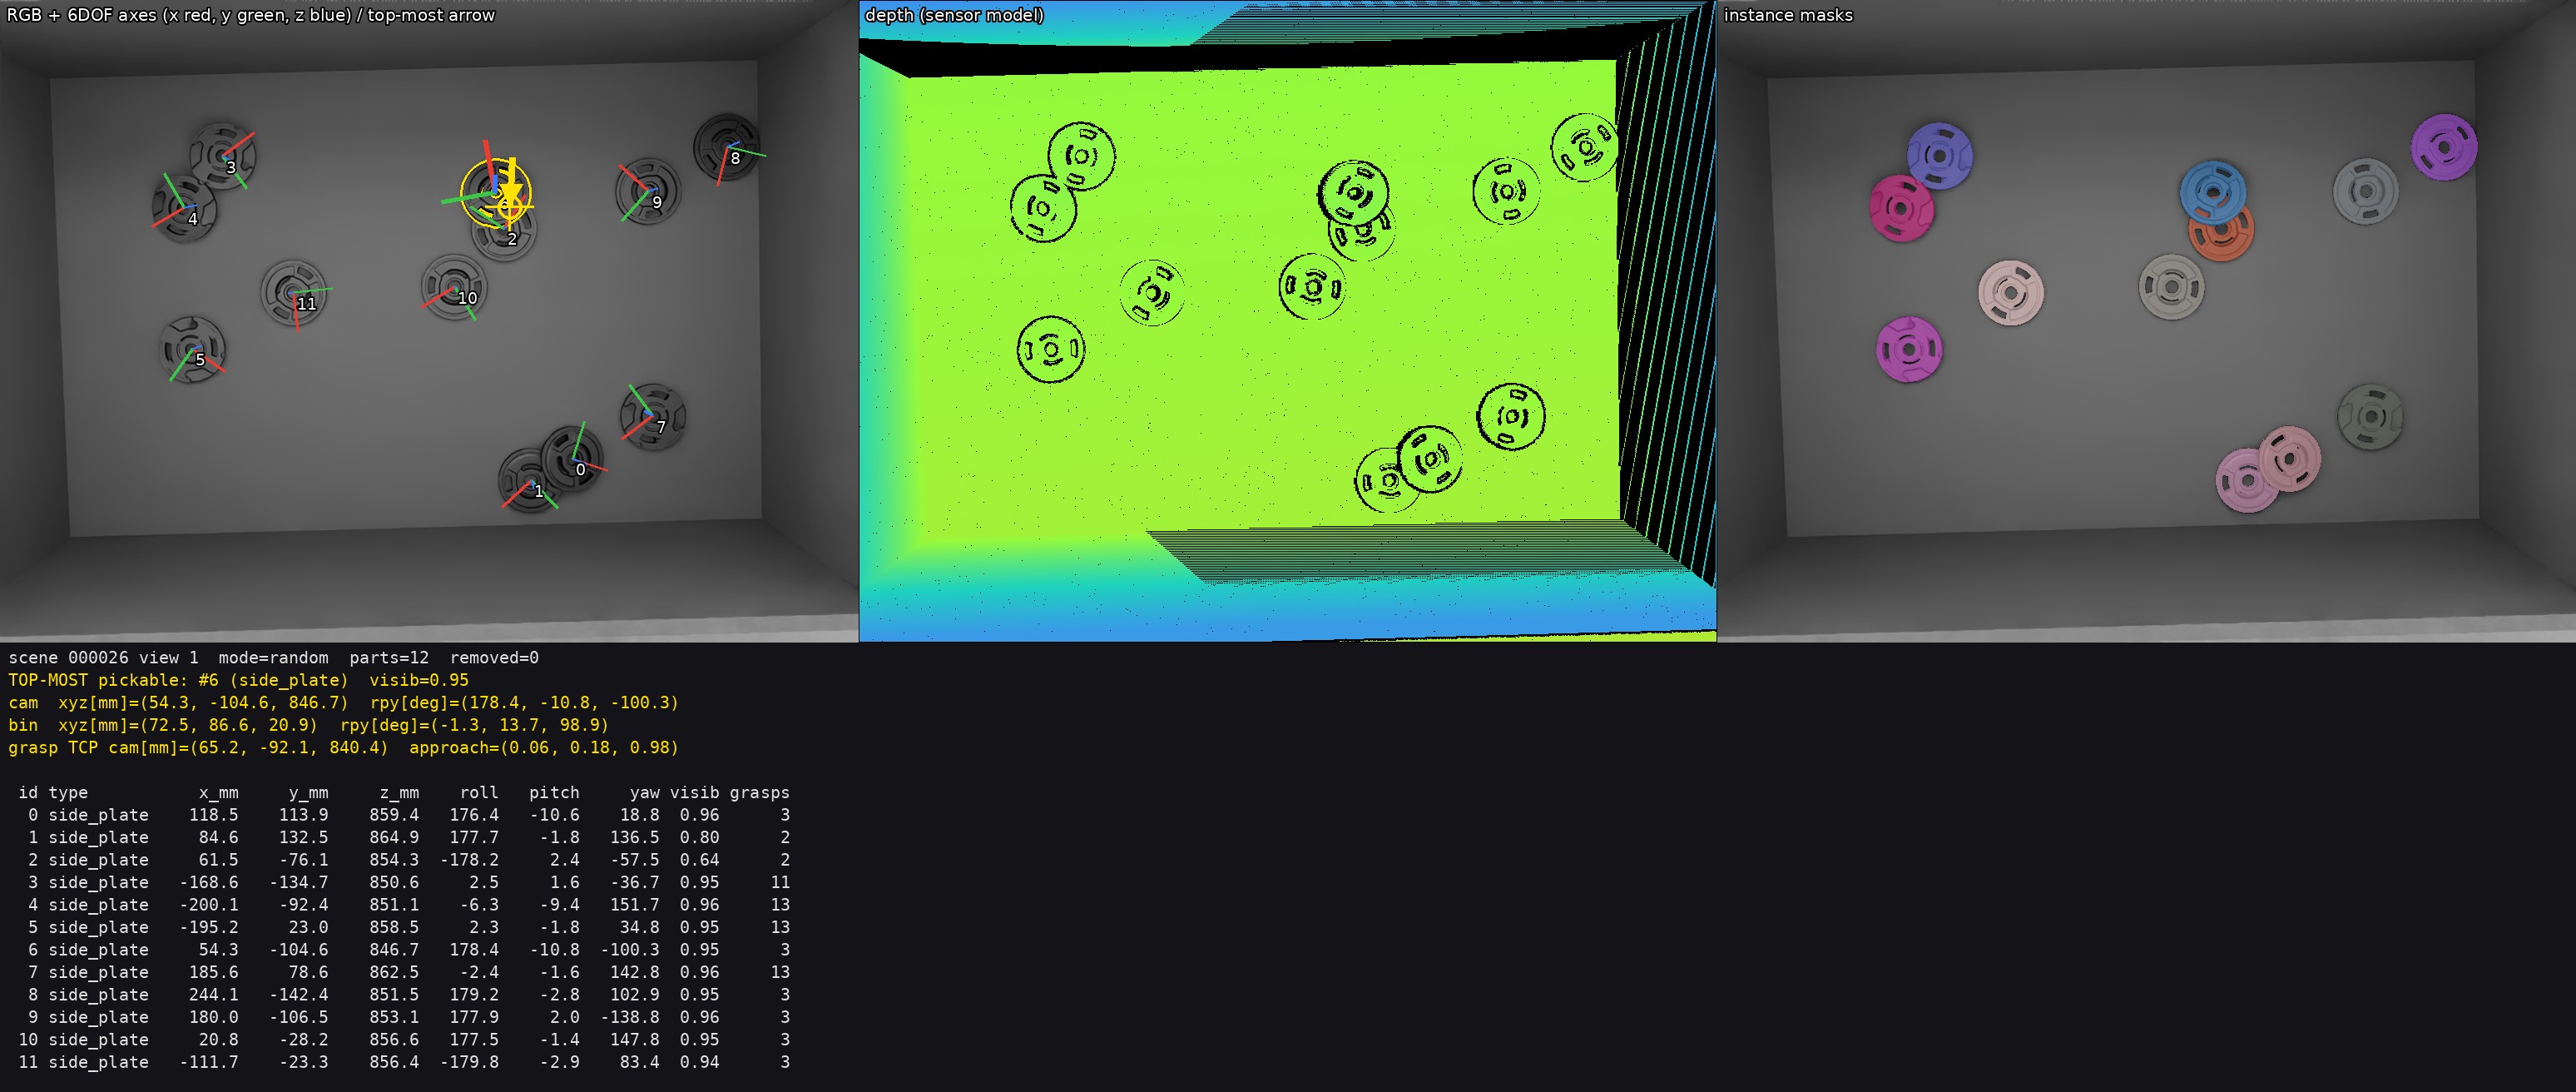 RGB + 6DOF axes (x red, y green, z blue) / top-most arrow
depth (sensor model)
instance masks
3
8
4
9
6
2
11
10
5
7
0
1
scene 000026 view 1  mode=random  parts=12  removed=0
TOP-MOST pickable: #6 (side_plate)  visib=0.95
cam  xyz[mm]=(54.3, -104.6, 846.7)  rpy[deg]=(178.4, -10.8, -100.3)
bin  xyz[mm]=(72.5, 86.6, 20.9)  rpy[deg]=(-1.3, 13.7, 98.9)
grasp TCP cam[mm]=(65.2, -92.1, 840.4)  approach=(0.06, 0.18, 0.98)
id type x_mm y_mm z_mm roll pitch yaw visib grasps
0 side_plate 118.5 113.9 859.4 176.4 -10.6 18.8 0.96 3
1 side_plate 84.6 132.5 864.9 177.7 -1.8 136.5 0.80 2
2 side_plate 61.5 -76.1 854.3 -178.2 2.4 -57.5 0.64 2
3 side_plate -168.6 -134.7 850.6 2.5 1.6 -36.7 0.95 11
4 side_plate -200.1 -92.4 851.1 -6.3 -9.4 151.7 0.96 13
5 side_plate -195.2 23.0 858.5 2.3 -1.8 34.8 0.95 13
6 side_plate 54.3 -104.6 846.7 178.4 -10.8 -100.3 0.95 3
7 side_plate 185.6 78.6 862.5 -2.4 -1.6 142.8 0.96 13
8 side_plate 244.1 -142.4 851.5 179.2 -2.8 102.9 0.95 3
9 side_plate 180.0 -106.5 853.1 177.9 2.0 -138.8 0.96 3
10 side_plate 20.8 -28.2 856.6 177.5 -1.4 147.8 0.95 3
11 side_plate -111.7 -23.3 856.4 -179.8 -2.9 83.4 0.94 3